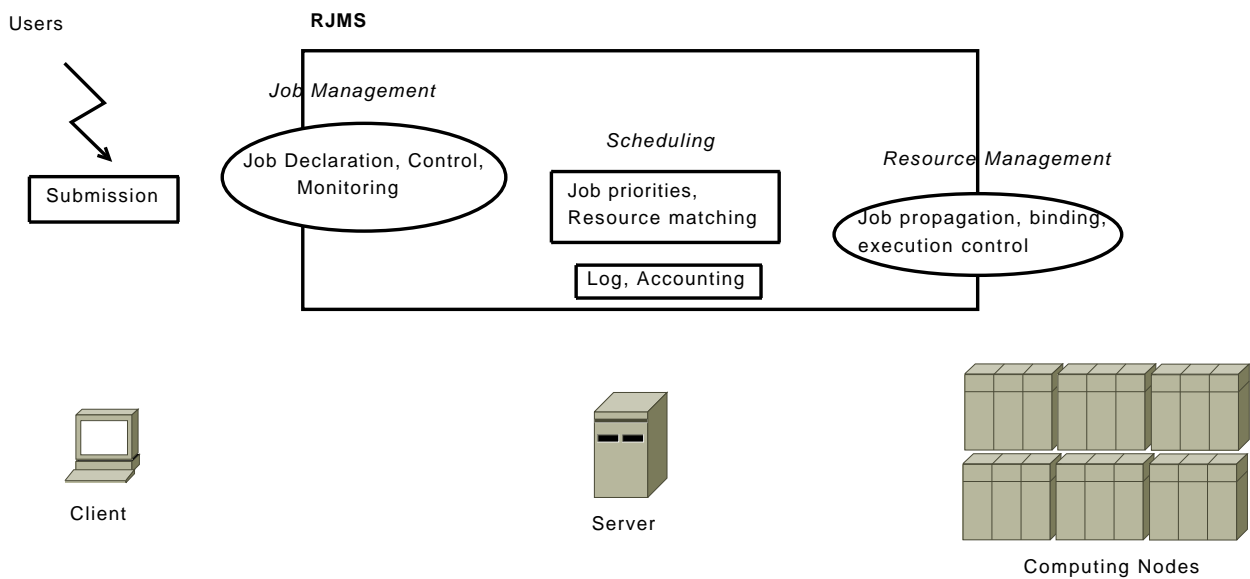 Users
RJMS
Job Management
Job Declaration, Control,
Monitoring
Scheduling
Resource Management
Submission
Job priorities,
Resource matching
Job propagation, binding,
execution control
Log, Accounting
Client
Server
Computing Nodes